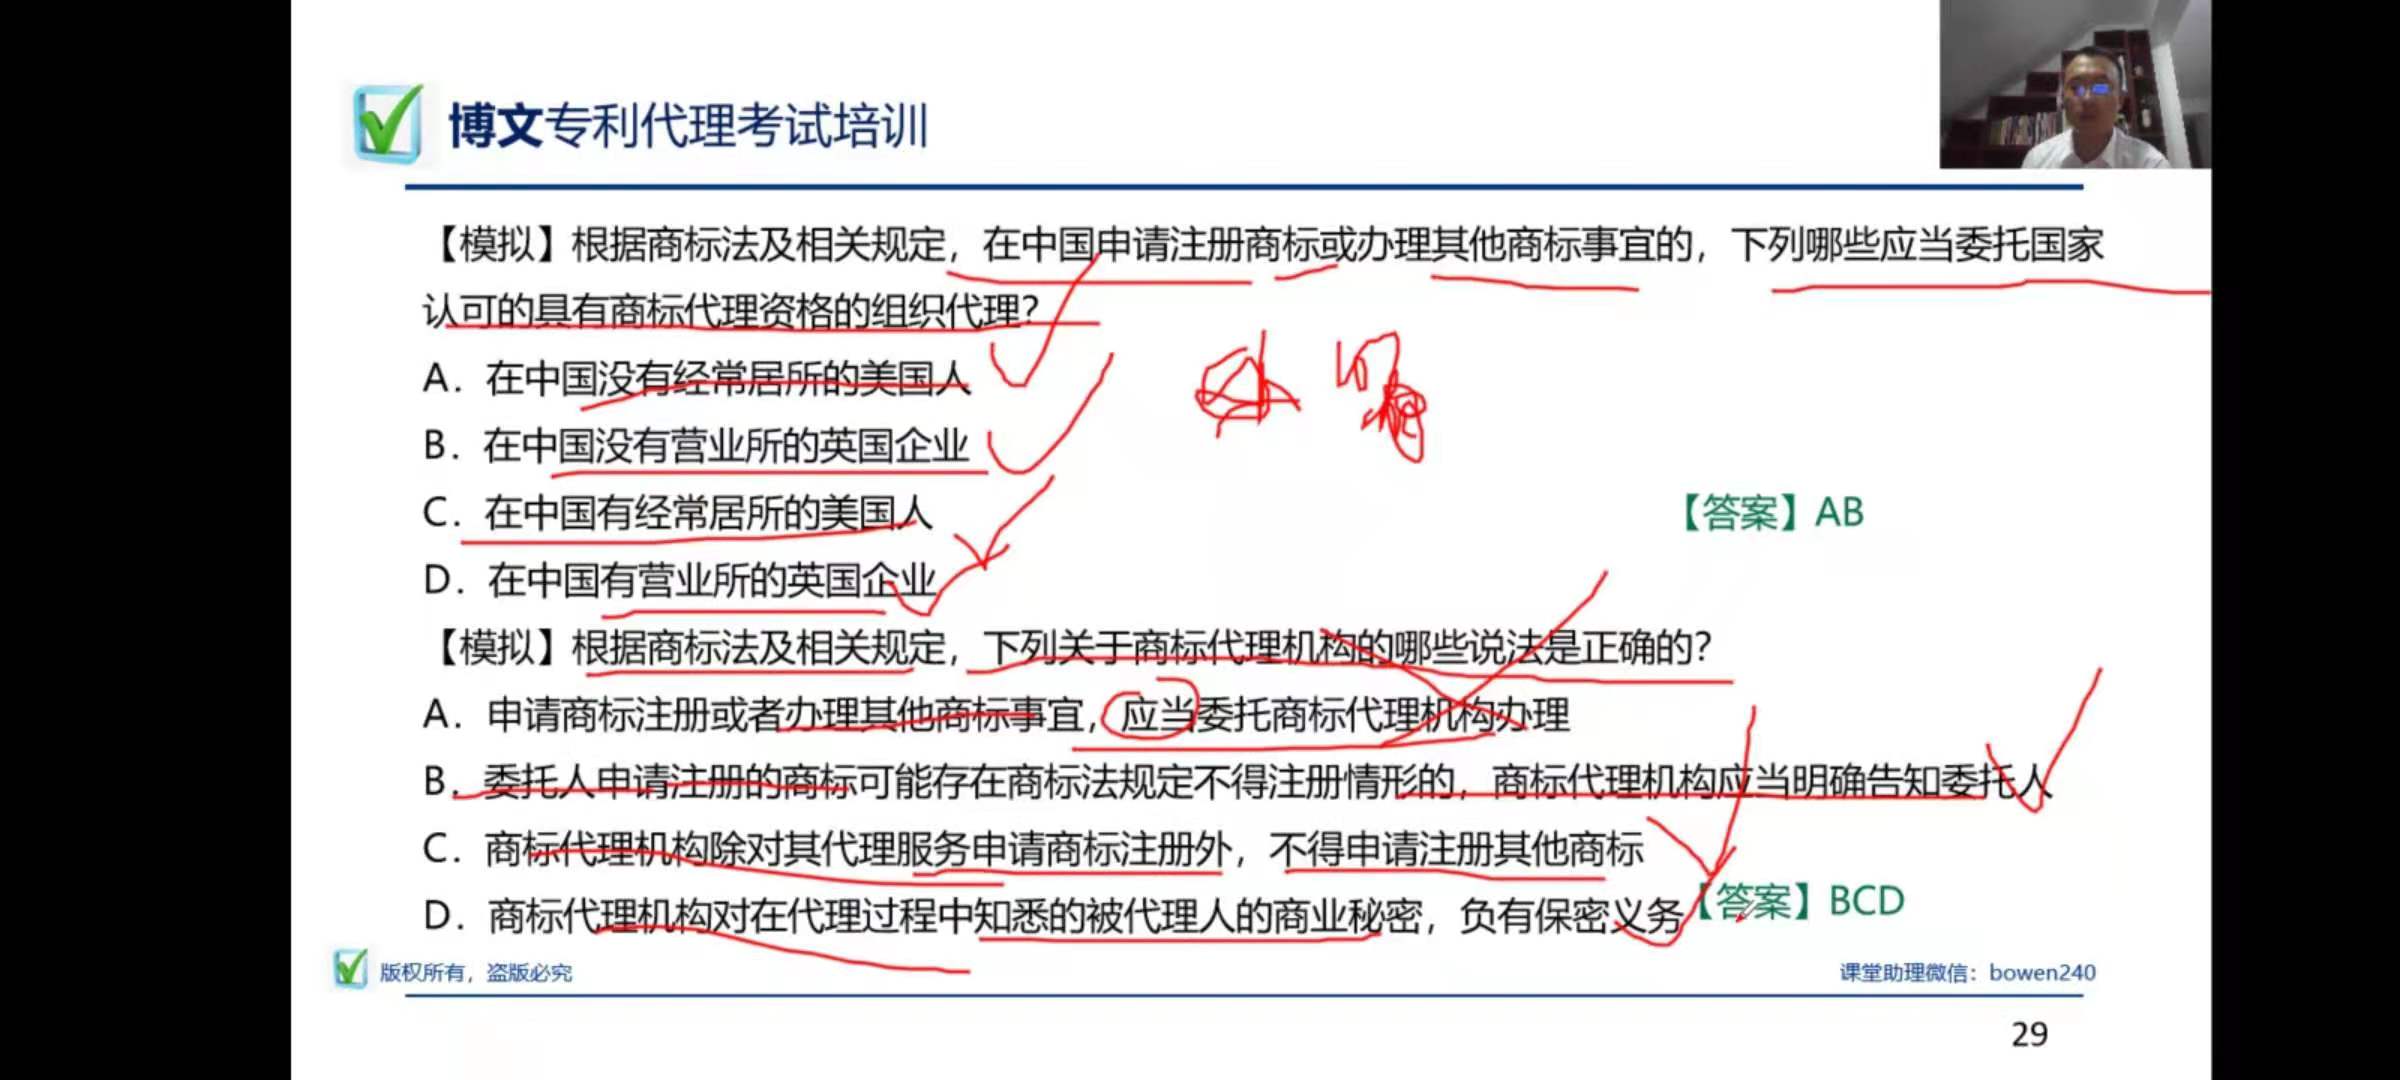 博文专利代理考试培训
【模拟】根据商标法及相关规定，在中国申请注册商标或办理其他商标事宜的，下列哪些应当委托国家
认可的具有商标代理资格的组织代理？
A. 在中国没有经常居所的美国人
B. 在中国没有营业所的英国企业
C. 在中国有经常居所的美国人
【答案】AB
D. 在中国有营业所的英国企业
【模拟】根据商标法及相关规定，下列关于商标代理机构的哪些说法是正确的？
A. 申请商标注册或者办理其他商标事宜，应当委托商标代理机构办理
B. 委托人申请注册的商标可能存在商标法规定不得注册情形的，商标代理机构应当明确告知委托人
C. 商标代理机构除对其代理服务申请商标注册外，不得申请注册其他商标
D. 商标代理机构对在代理过程中知悉的被代理人的商业秘密，负有保密义务
【答案】BCD
版权所有，盗版必究
课堂助理微信：bowen240
29